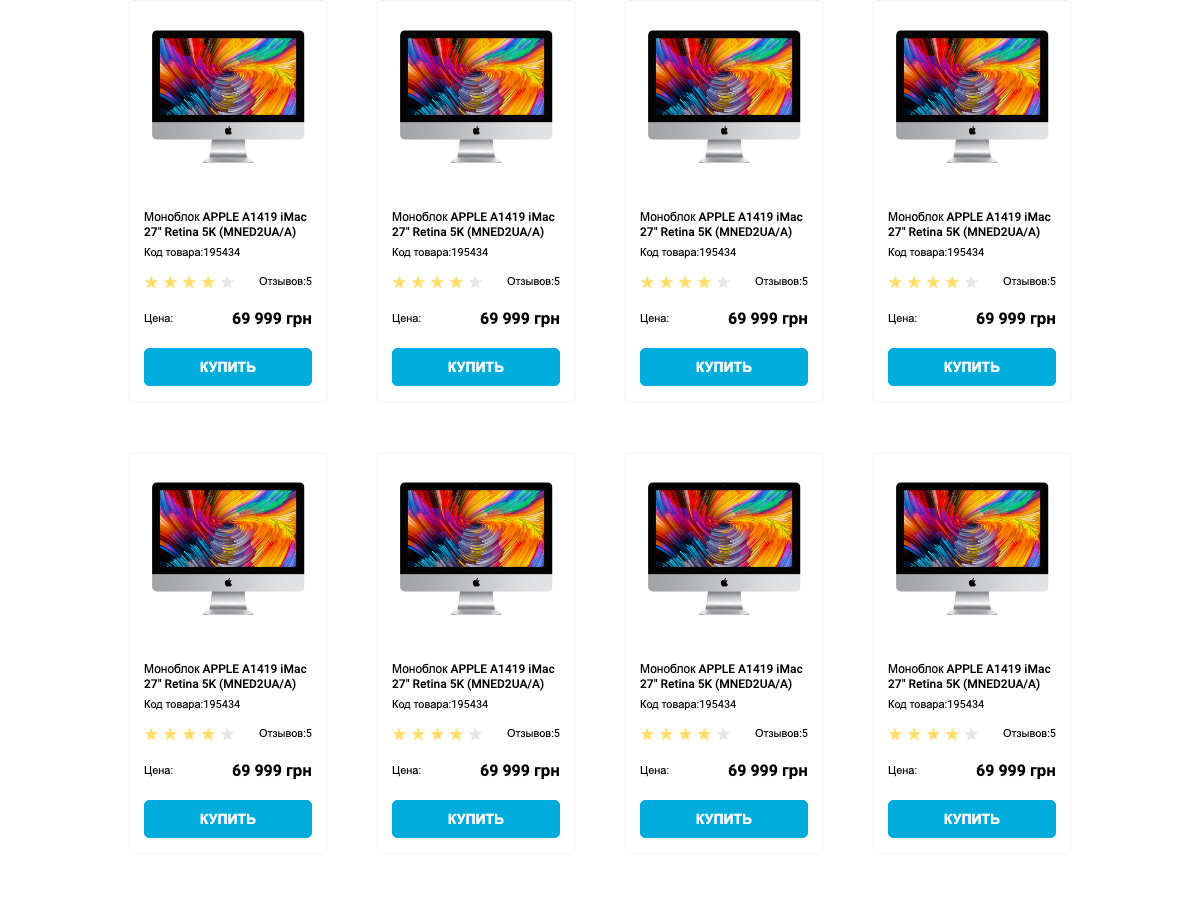 Моноблок APPLE A1419 iMac
27" Retina 5K (MNED2UA/A)
Код товара:195434
Отзывов:5
Цена: 69 999 грн
КУПИТЬ
Моноблок APPLE A1419 iMac
27" Retina 5K (MNED2UA/A)
Код товара:195434
Отзывов:5
Цена: 69 999 грн
КУПИТЬ
Моноблок APPLE A1419 iMac
27" Retina 5K (MNED2UA/A)
Код товара:195434
Отзывов:5
Цена: 69 999 грн
КУПИТЬ
Моноблок APPLE A1419 iMac
27" Retina 5K (MNED2UA/A)
Код товара:195434
Отзывов:5
Цена: 69 999 грн
КУПИТЬ
Моноблок APPLE A1419 iMac
27" Retina 5K (MNED2UA/A)
Код товара:195434
Отзывов:5
Цена: 69 999 грн
КУПИТЬ
Моноблок APPLE A1419 iMac
27" Retina 5K (MNED2UA/A)
Код товара:195434
Отзывов:5
Цена: 69 999 грн
КУПИТЬ
Моноблок APPLE A1419 iMac
27" Retina 5K (MNED2UA/A)
Код товара:195434
Отзывов:5
Цена: 69 999 грн
КУПИТЬ
Моноблок APPLE A1419 iMac
27" Retina 5K (MNED2UA/A)
Код товара:195434
Отзывов:5
Цена: 69 999 грн
КУПИТЬ